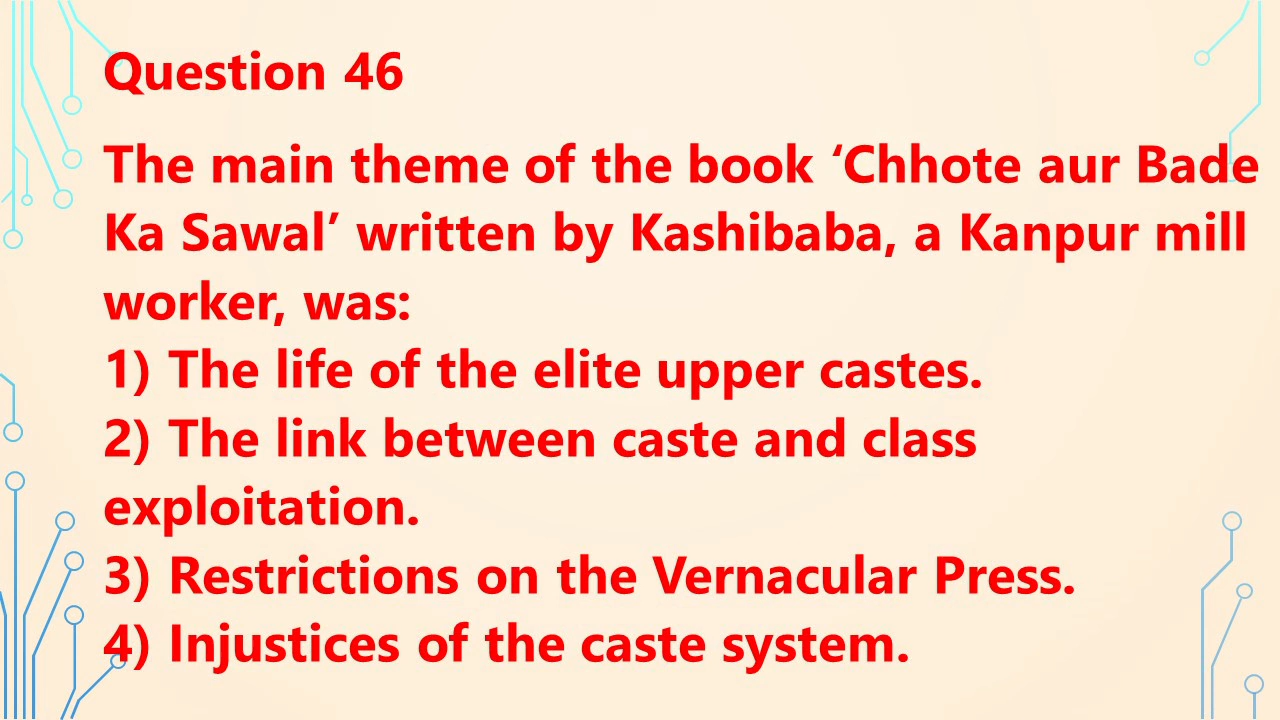 Question 46
The main theme of the book ‘Chhote aur Bade
Ka Sawal’ written by Kashibaba, a Kanpur mill
worker, was:
1) The life of the elite upper castes.
2) The link between caste and class
exploitation.
3) Restrictions on the Vernacular Press.
4) Injustices of the caste system.